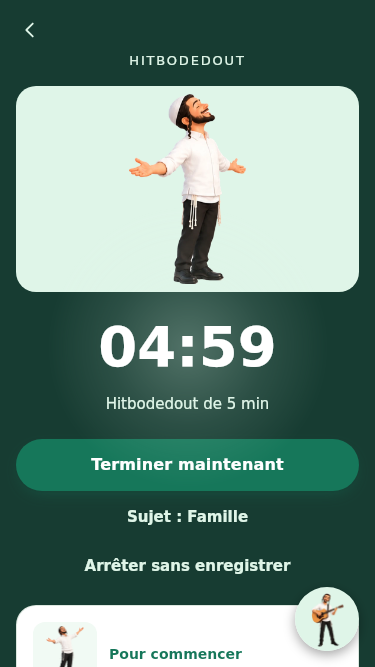 HITBODEDOUT
04:59
Hitbodedout de 5 min
Terminer maintenant
Sujet : Famille
Arrêter sans enregistrer
Pour commencer